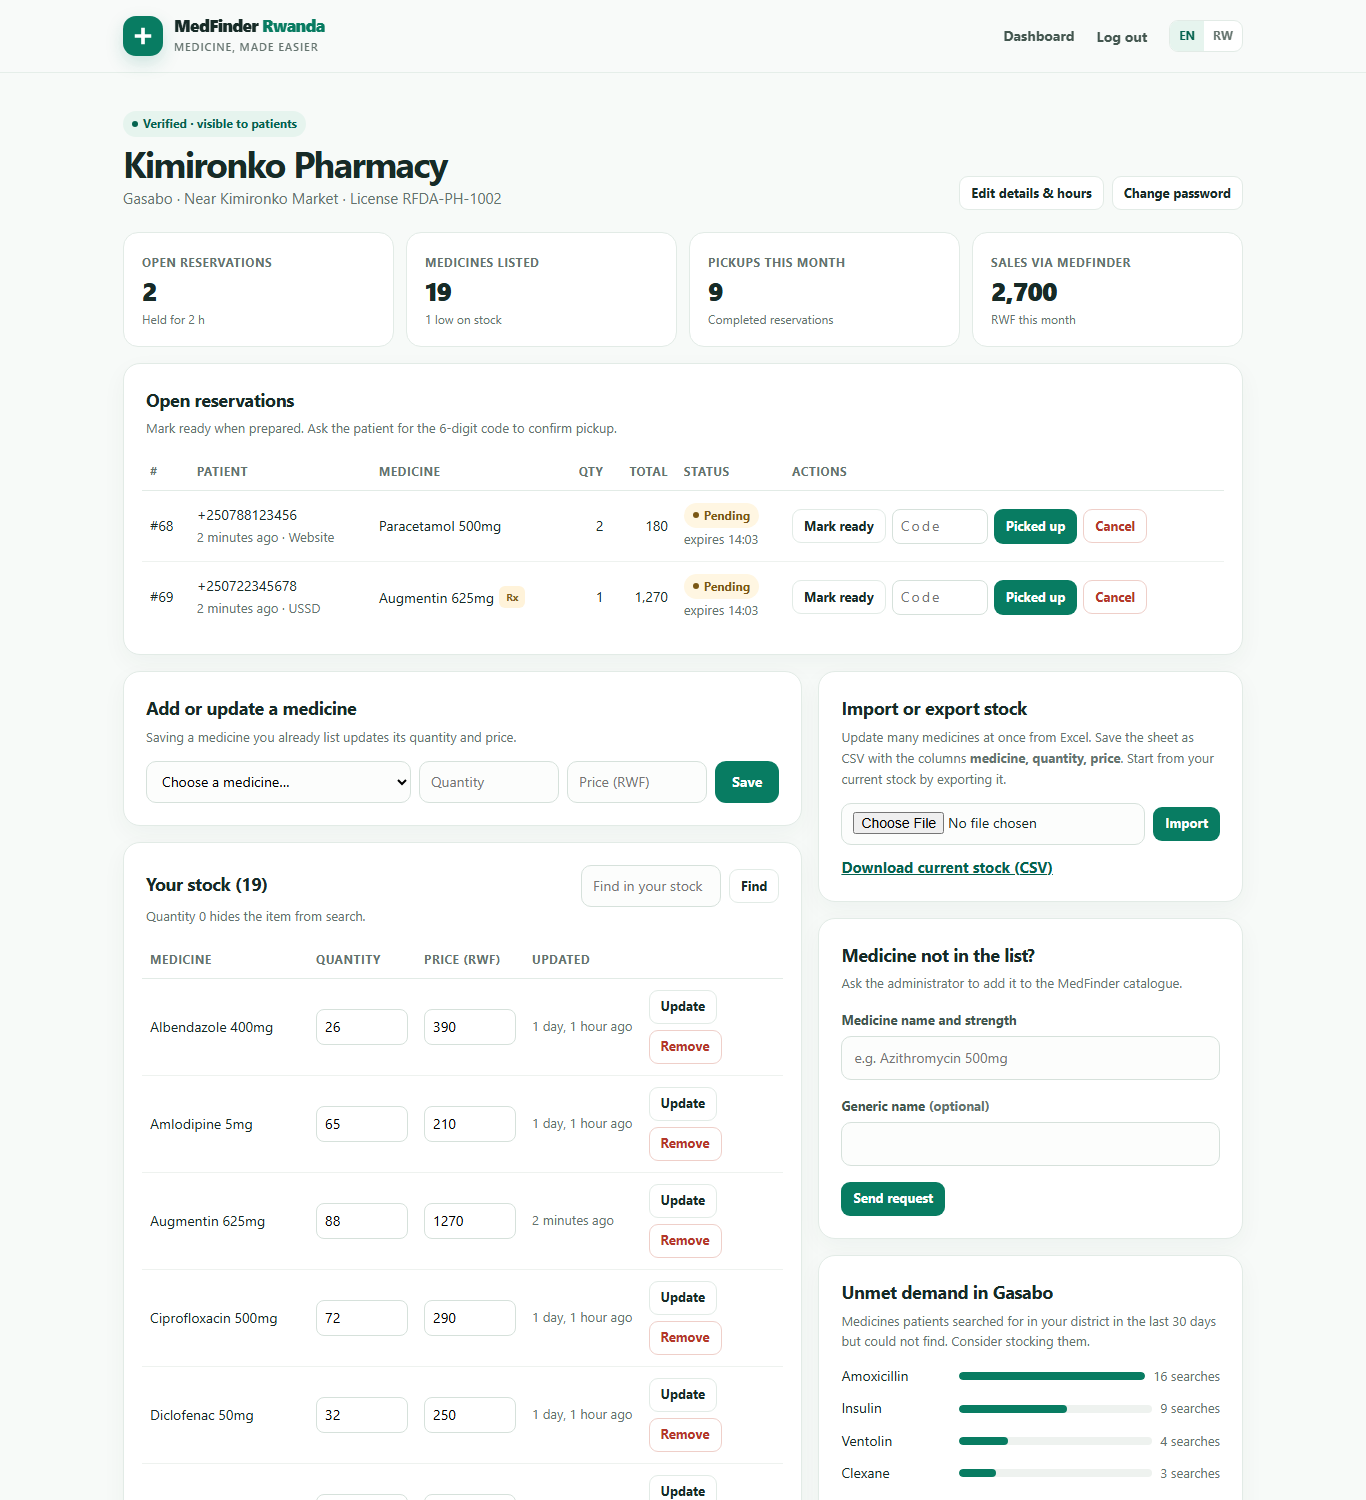 MedFinder Rwanda
MEDICINE, MADE EASIER
Dashboard
Log out
EN
RW
Verified · visible to patients
Kimironko Pharmacy
Gasabo · Near Kimironko Market · License RFDA-PH-1002
Edit details & hours
Change password
OPEN RESERVATIONS
2
Held for 2 h
MEDICINES LISTED
19
1 low on stock
PICKUPS THIS MONTH
9
Completed reservations
SALES VIA MEDFINDER
2,700
RWF this month
Open reservations
Mark ready when prepared. Ask the patient for the 6-digit code to confirm pickup.
# PATIENT MEDICINE QTY TOTAL STATUS ACTIONS
#68 +250788123456 Paracetamol 500mg 2 180 Pending Mark ready Code Picked up Cancel
2 minutes ago · Website expires 14:03
#69 +250722345678 Augmentin 625mg Rx 1 1,270 Pending Mark ready Code Picked up Cancel
2 minutes ago · USSD expires 14:03
Add or update a medicine
Saving a medicine you already list updates its quantity and price.
Choose a medicine... Quantity Price (RWF) Save
Your stock (19)
Find in your stock Find
Quantity 0 hides the item from search.
MEDICINE QUANTITY PRICE (RWF) UPDATED
Albendazole 400mg 26 390 1 day, 1 hour ago Update
Remove
Amlodipine 5mg 65 210 1 day, 1 hour ago Update
Remove
Augmentin 625mg 88 1270 2 minutes ago Update
Remove
Ciprofloxacin 500mg 72 290 1 day, 1 hour ago Update
Remove
Diclofenac 50mg 32 250 1 day, 1 hour ago Update
Remove
Update
Import or export stock
Update many medicines at once from Excel. Save the sheet as
CSV with the columns medicine, quantity, price. Start from your
current stock by exporting it.
Choose File No file chosen Import
Download current stock (CSV)
Medicine not in the list?
Ask the administrator to add it to the MedFinder catalogue.
Medicine name and strength
e.g. Azithromycin 500mg
Generic name (optional)
Send request
Unmet demand in Gasabo
Medicines patients searched for in your district in the last 30 days
but could not find. Consider stocking them.
Amoxicillin 16 searches
Insulin 9 searches
Ventolin 4 searches
Clexane 3 searches